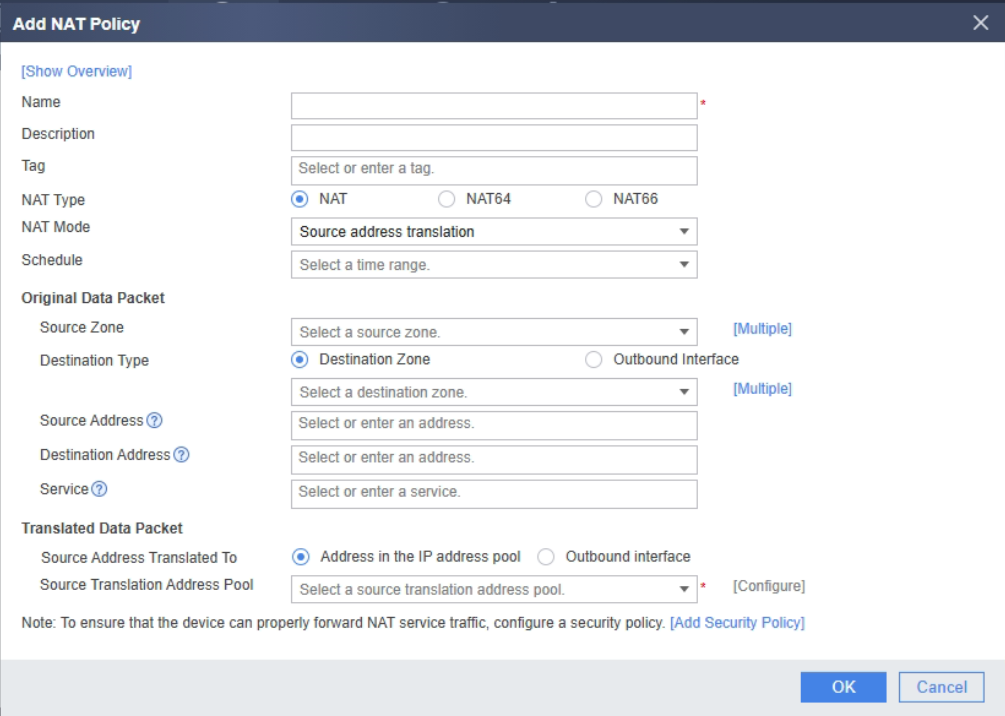 Add NAT Policy
[Show Overview]
Name *
Description
Tag Select or enter a tag.
NAT Type NAT NAT64 NAT66
NAT Mode Source address translation
Schedule Select a time range.
Original Data Packet
Source Zone Select a source zone. [Multiple]
Destination Type Destination Zone Outbound Interface
Select a destination zone. [Multiple]
Source Address ? Select or enter an address.
Destination Address ? Select or enter an address.
Service ? Select or enter a service.
Translated Data Packet
Source Address Translated To Address in the IP address pool Outbound interface
Source Translation Address Pool Select a source translation address pool. * [Configure]
Note: To ensure that the device can properly forward NAT service traffic, configure a security policy. [Add Security Policy]
OK Cancel